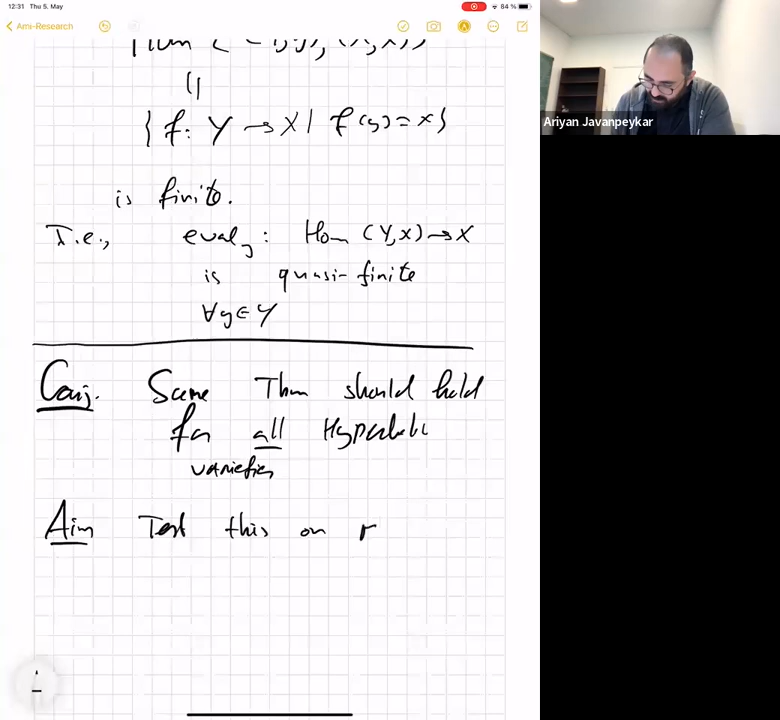 12:31 Thu 5. May
84 %
Ami-Research
Hom ( (Y,y), (X,x))
||
{ f: Y → X | f(y) = x }
is finite.
I.e., eval_y : Hom (Y,X) → X
is quasi-finite
∀y∈Y
Conj. Same Thm should hold
for all Hyperbolic
varieties
Aim Test this on
Ariyan Javanpeykar